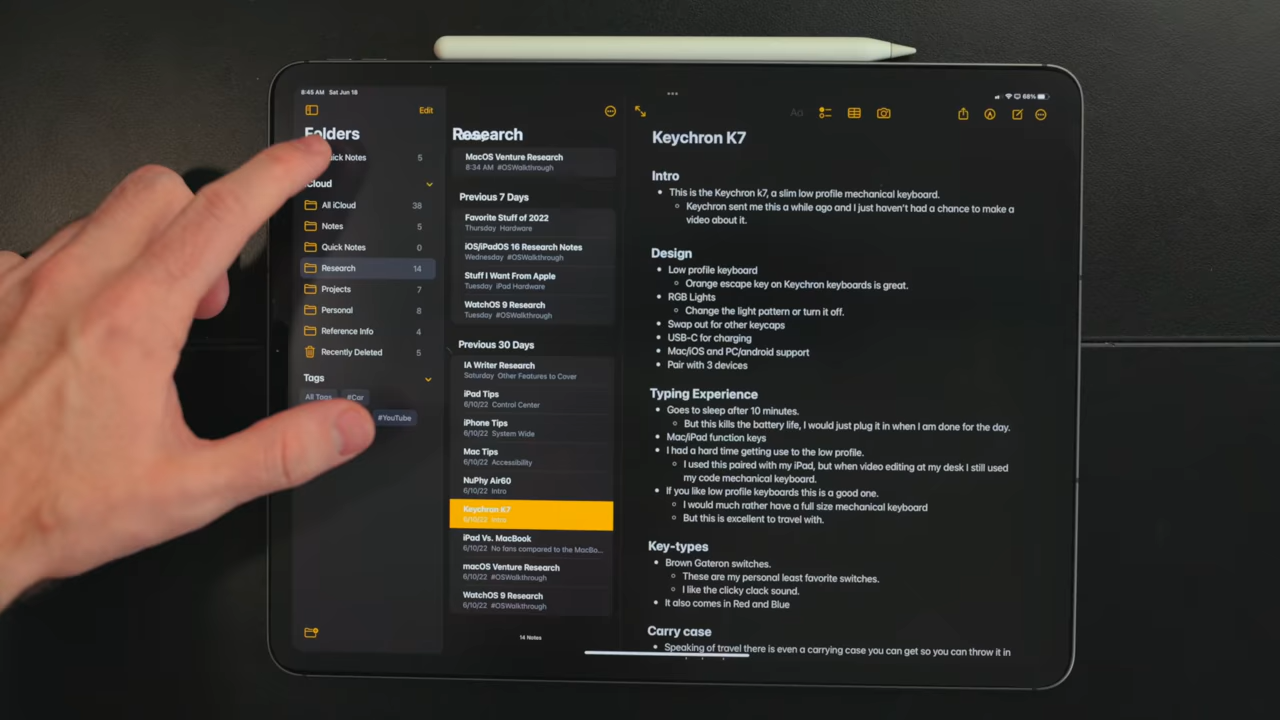 8:45 AM Sat Jun 18
68%
Edit
Folders
Quick Notes 5
iCloud
All iCloud 38
Notes 5
Quick Notes 0
Research 14
Projects 7
Personal 8
Reference Info 4
Recently Deleted 5
Tags
All Tags #Car
#YouTube
Research
MacOS Venture Research
8:34 AM #OSWalkthrough
Previous 7 Days
Favorite Stuff of 2022
Thursday Hardware
iOS/iPadOS 16 Research Notes
Wednesday #OSWalkthrough
Stuff I Want From Apple
Tuesday iPad Hardware
WatchOS 9 Research
Tuesday #OSWalkthrough
Previous 30 Days
IA Writer Research
Saturday Other Features to Cover
iPad Tips
6/10/22 Control Center
iPhone Tips
6/10/22 System Wide
Mac Tips
6/10/22 Accessibility
NuPhy Air60
6/10/22 Intro
Keychron K7
6/10/22 Intro
iPad Vs. MacBook
6/10/22 No fans compared to the MacBo...
macOS Venture Research
6/10/22 #OSWalkthrough
WatchOS 9 Research
6/10/22 #OSWalkthrough
14 Notes
Aa
Keychron K7
Intro
• This is the Keychron k7, a slim low profile mechanical keyboard.
○ Keychron sent me this a while ago and I just haven't had a chance to make a
video about it.
Design
• Low profile keyboard
○ Orange escape key on Keychron keyboards is great.
• RGB Lights
○ Change the light pattern or turn it off.
• Swap out for other keycaps
• USB-C for charging
• Mac/iOS and PC/android support
• Pair with 3 devices
Typing Experience
• Goes to sleep after 10 minutes.
○ But this kills the battery life, I would just plug it in when I am done for the day.
• Mac/iPad function keys
• I had a hard time getting use to the low profile.
○ I used this paired with my iPad, but when video editing at my desk I still used
my code mechanical keyboard.
• If you like low profile keyboards this is a good one.
○ I would much rather have a full size mechanical keyboard
○ But this is excellent to travel with.
Key-types
• Brown Gateron switches.
○ These are my personal least favorite switches.
○ I like the clicky clack sound.
• It also comes in Red and Blue
Carry case
• Speaking of travel there is even a carrying case you can get so you can throw it in